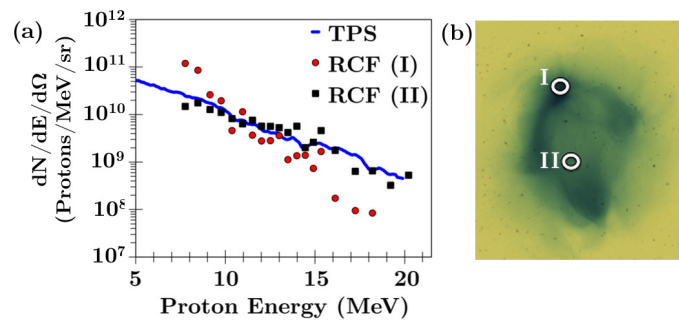 (a)
10¹²
10¹¹
10¹⁰
10⁹
10⁸
10⁷
dN/dE/dΩ
(Protons/MeV/sr)
TPS
RCF (I)
RCF (II)
5
10
15
20
Proton Energy (MeV)
(b)
I
II